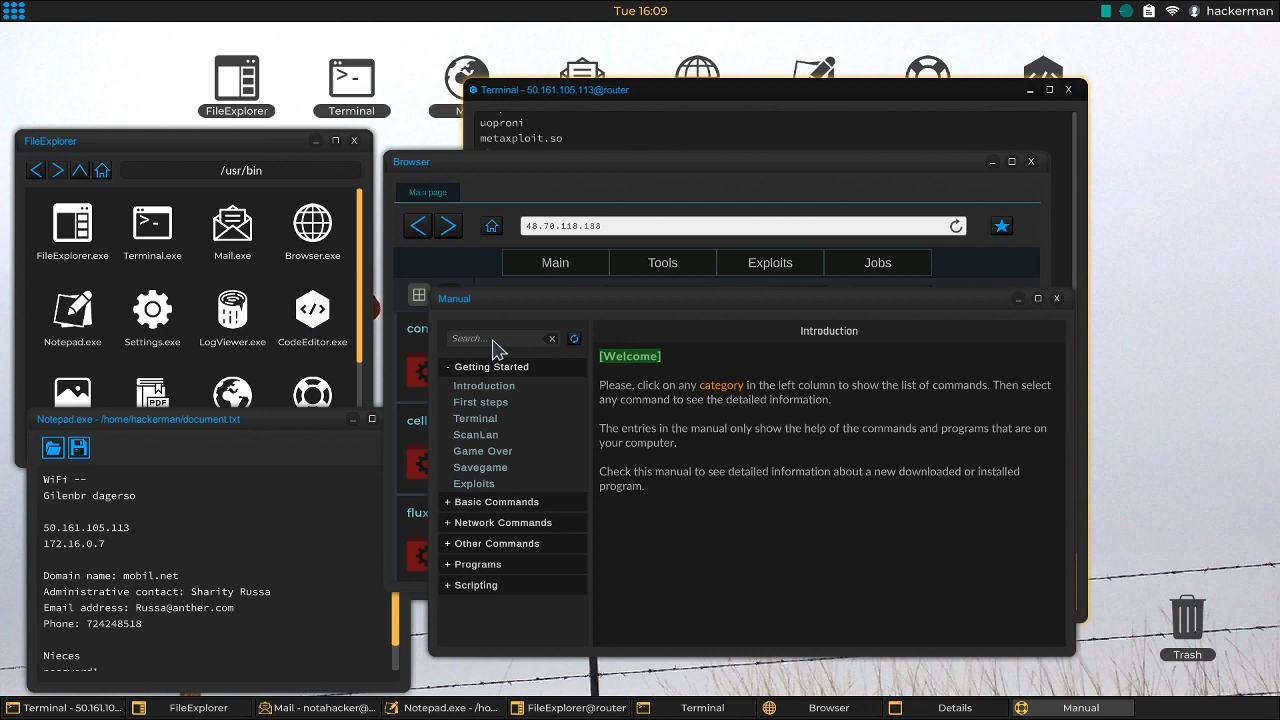 Tue 16:09
hackerman
FileExplorer
Terminal
M
Terminal - 50.161.105.113@router
uoproni
metaxploit.so
FileExplorer
/usr/bin
FileExplorer.exe
Terminal.exe
Mail.exe
Browser.exe
Notepad.exe
Settings.exe
LogViewer.exe
CodeEditor.exe
PDF
Browser
Main page
48.70.118.188
Main
Tools
Exploits
Jobs
con
cell
flux
Manual
Search...
- Getting Started
Introduction
First steps
Terminal
ScanLan
Game Over
Savegame
Exploits
+ Basic Commands
+ Network Commands
+ Other Commands
+ Programs
+ Scripting
Introduction
[Welcome]
Please, click on any category in the left column to show the list of commands. Then select
any command to see the detailed information.
The entries in the manual only show the help of the commands and programs that are on
your computer.
Check this manual to see detailed information about a new downloaded or installed
program.
Notepad.exe - /home/hackerman/document.txt
WiFi --
Gilenbr dagerso
50.161.105.113
172.16.0.7
Domain name: mobil.net
Administrative contact: Sharity Russa
Email address: Russa@anther.com
Phone: 724248518
Nieces
Trash
Terminal - 50.161.10...
FileExplorer
Mail - notahacker@...
Notepad.exe - /ho...
FileExplorer@router
Terminal
Browser
Details
Manual